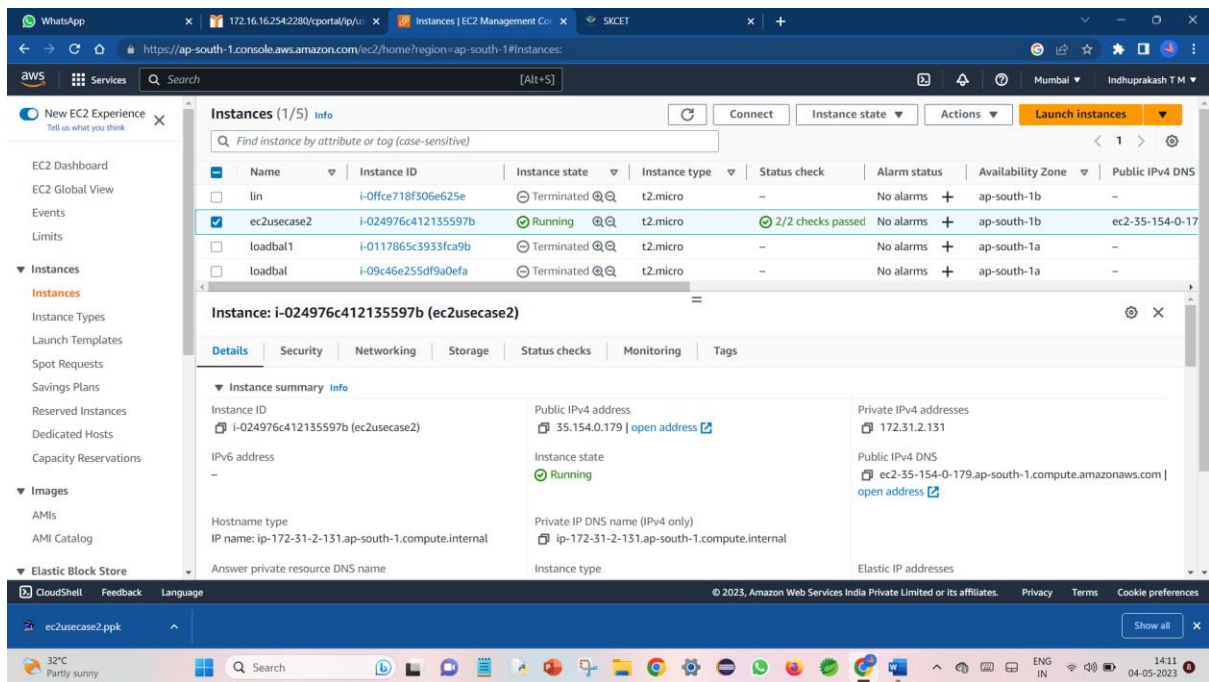 WhatsApp
172.16.16.254:2280/cportal/ip/u
Instances | EC2 Management Co
SKCET
https://ap-south-1.console.aws.amazon.com/ec2/home?region=ap-south-1#Instances:
aws Services Search [Alt+S] Mumbai Indhuprakash T M
New EC2 Experience
Tell us what you think
EC2 Dashboard
EC2 Global View
Events
Limits
Instances
Instances
Instance Types
Launch Templates
Spot Requests
Savings Plans
Reserved Instances
Dedicated Hosts
Capacity Reservations
Images
AMIs
AMI Catalog
Elastic Block Store
Instances (1/5) Info Connect Instance state Actions Launch instances
Find instance by attribute or tag (case-sensitive) 1
Name Instance ID Instance state Instance type Status check Alarm status Availability Zone Public IPv4 DNS
lin i-0ffce718f306e625e Terminated t2.micro – No alarms + ap-south-1b –
ec2usecase2 i-024976c412135597b Running t2.micro 2/2 checks passed No alarms + ap-south-1b ec2-35-154-0-17
loadbal1 i-0117865c3933fca9b Terminated t2.micro – No alarms + ap-south-1a –
loadbal i-09c46e255df9a0efa Terminated t2.micro – No alarms + ap-south-1a –
Instance: i-024976c412135597b (ec2usecase2)
Details Security Networking Storage Status checks Monitoring Tags
Instance summary Info
Instance ID Public IPv4 address Private IPv4 addresses
i-024976c412135597b (ec2usecase2) 35.154.0.179 | open address 172.31.2.131
IPv6 address Instance state Public IPv4 DNS
– Running ec2-35-154-0-179.ap-south-1.compute.amazonaws.com |
open address
Hostname type Private IP DNS name (IPv4 only)
IP name: ip-172-31-2-131.ap-south-1.compute.internal ip-172-31-2-131.ap-south-1.compute.internal
Answer private resource DNS name Instance type Elastic IP addresses
CloudShell Feedback Language © 2023, Amazon Web Services India Private Limited or its affiliates. Privacy Terms Cookie preferences
ec2usecase2.ppk Show all
32°C
Partly sunny
Search
ENG
IN
14:11
04-05-2023
8